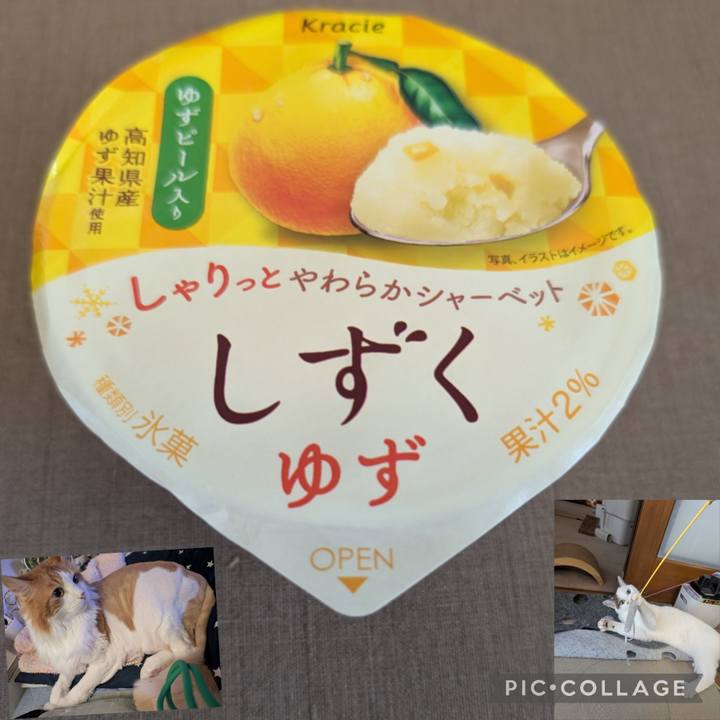 Kracie
ゆずピール入り
高知県産
ゆず果汁使用
写真、イラストはイメージです。
しゃりっとやわらかシャーベット
しずく
ゆず
種類別 氷菓
果汁2%
OPEN
PIC•COLLAGE